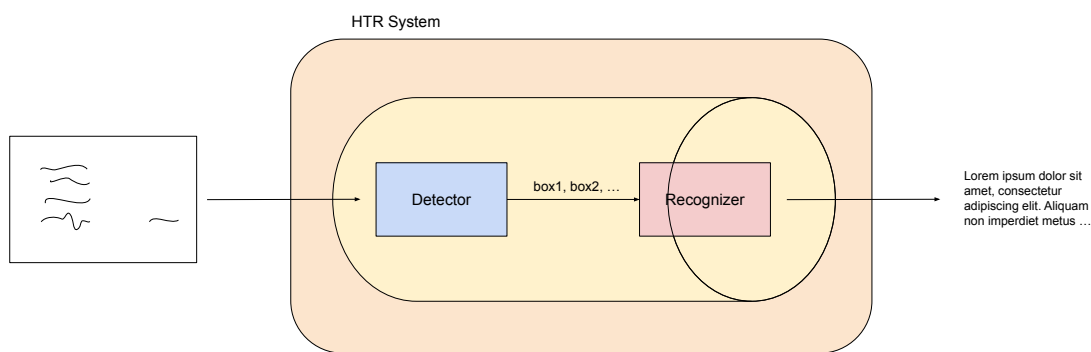 HTR System
Detector
box1, box2, …
Recognizer
Lorem ipsum dolor sit
amet, consectetur
adipiscing elit. Aliquam
non imperdiet metus …